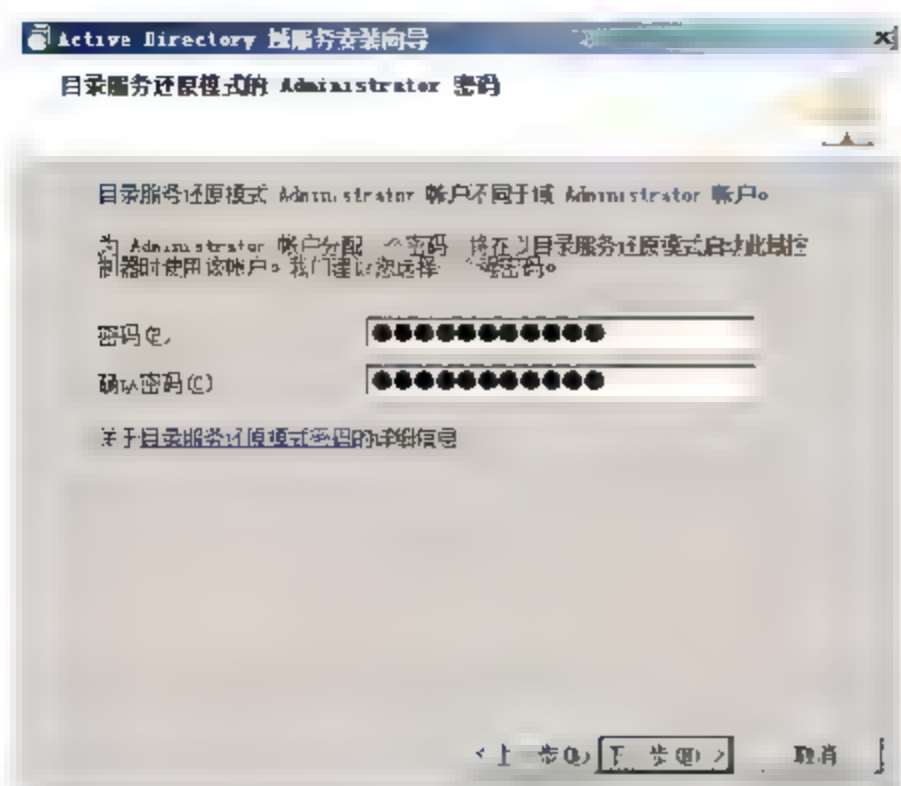 Active Directory 域服务安装向导
目录服务还原模式的 Administrator 密码
目录服务还原模式 Administrator 帐户不同于域 Administrator 帐户。
为 Administrator 帐户分配一个密码 将在以目录服务还原模式启动此域控
制器时使用该帐户。我们建议您选择一个强密码。
密码(P)
●●●●●●●●●●●
确认密码(C)
●●●●●●●●●●●
关于目录服务还原模式密码的详细信息
< 上一步(B) 下一步(N) > 取消